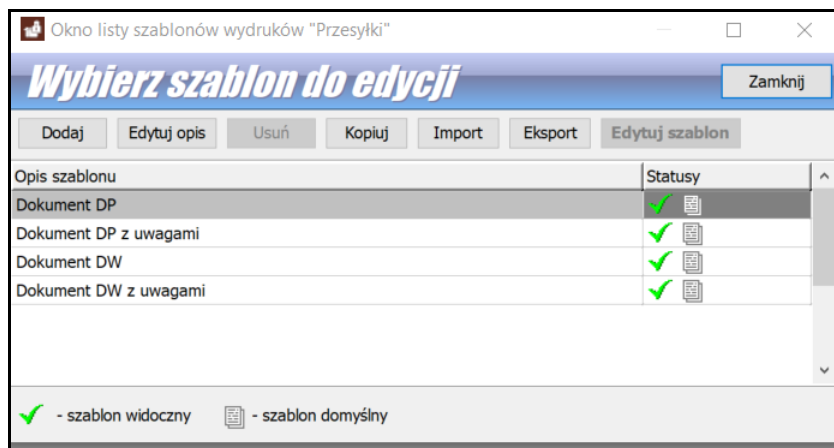 Okno listy szablonów wydruków "Przesyłki"
Wybierz szablon do edycji
Zamknij
Dodaj Edytuj opis Usuń Kopiuj Import Eksport Edytuj szablon
Opis szablonu Statusy
Dokument DP
Dokument DP z uwagami
Dokument DW
Dokument DW z uwagami
- szablon widoczny - szablon domyślny